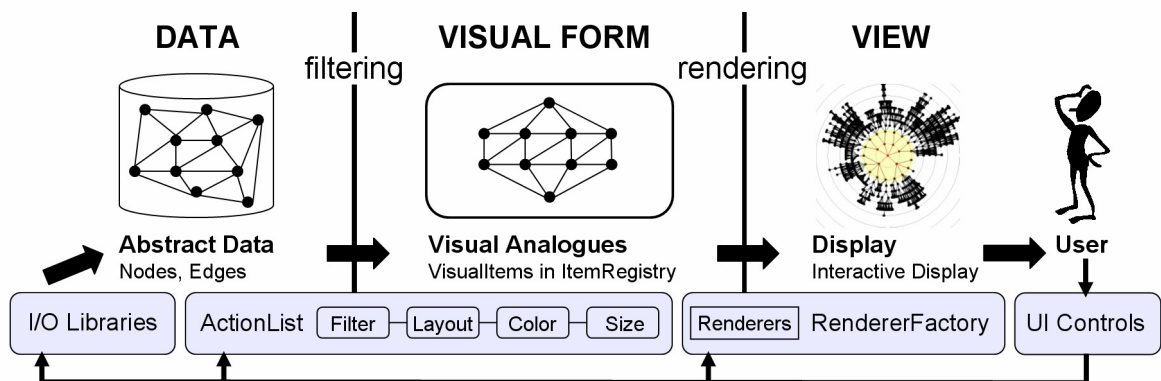 DATA
VISUAL FORM
VIEW
filtering
rendering
Abstract Data
Nodes, Edges
Visual Analogues
VisualItems in ItemRegistry
Display
Interactive Display
User
I/O Libraries
ActionList Filter Layout Color Size
Renderers RendererFactory
UI Controls